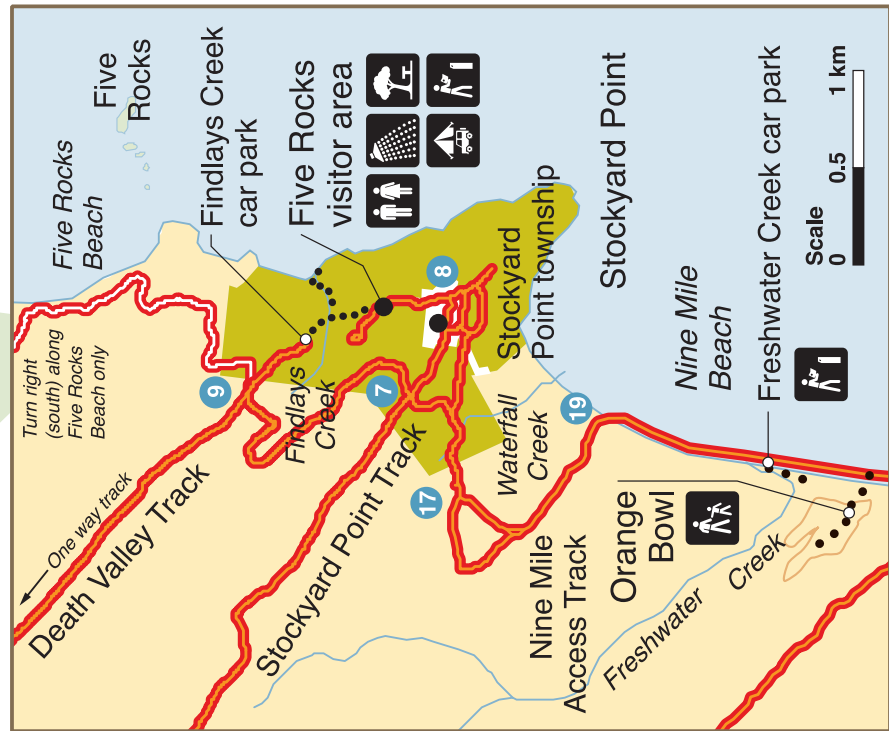 Turn right
(south) along
Five Rocks
Beach only
Five Rocks
Beach
Five
Rocks
One way track
Death Valley Track
9
Findlays Creek
car park
Findlays
Creek
Five Rocks
visitor area
7
8
Stockyard Point Track
Stockyard
Point township
Stockyard Point
17
Waterfall
Creek
19
Nine Mile
Access Track
Nine Mile
Beach
Orange
Bowl
Freshwater Creek
Freshwater Creek car park
Scale
0
0.5
1 km